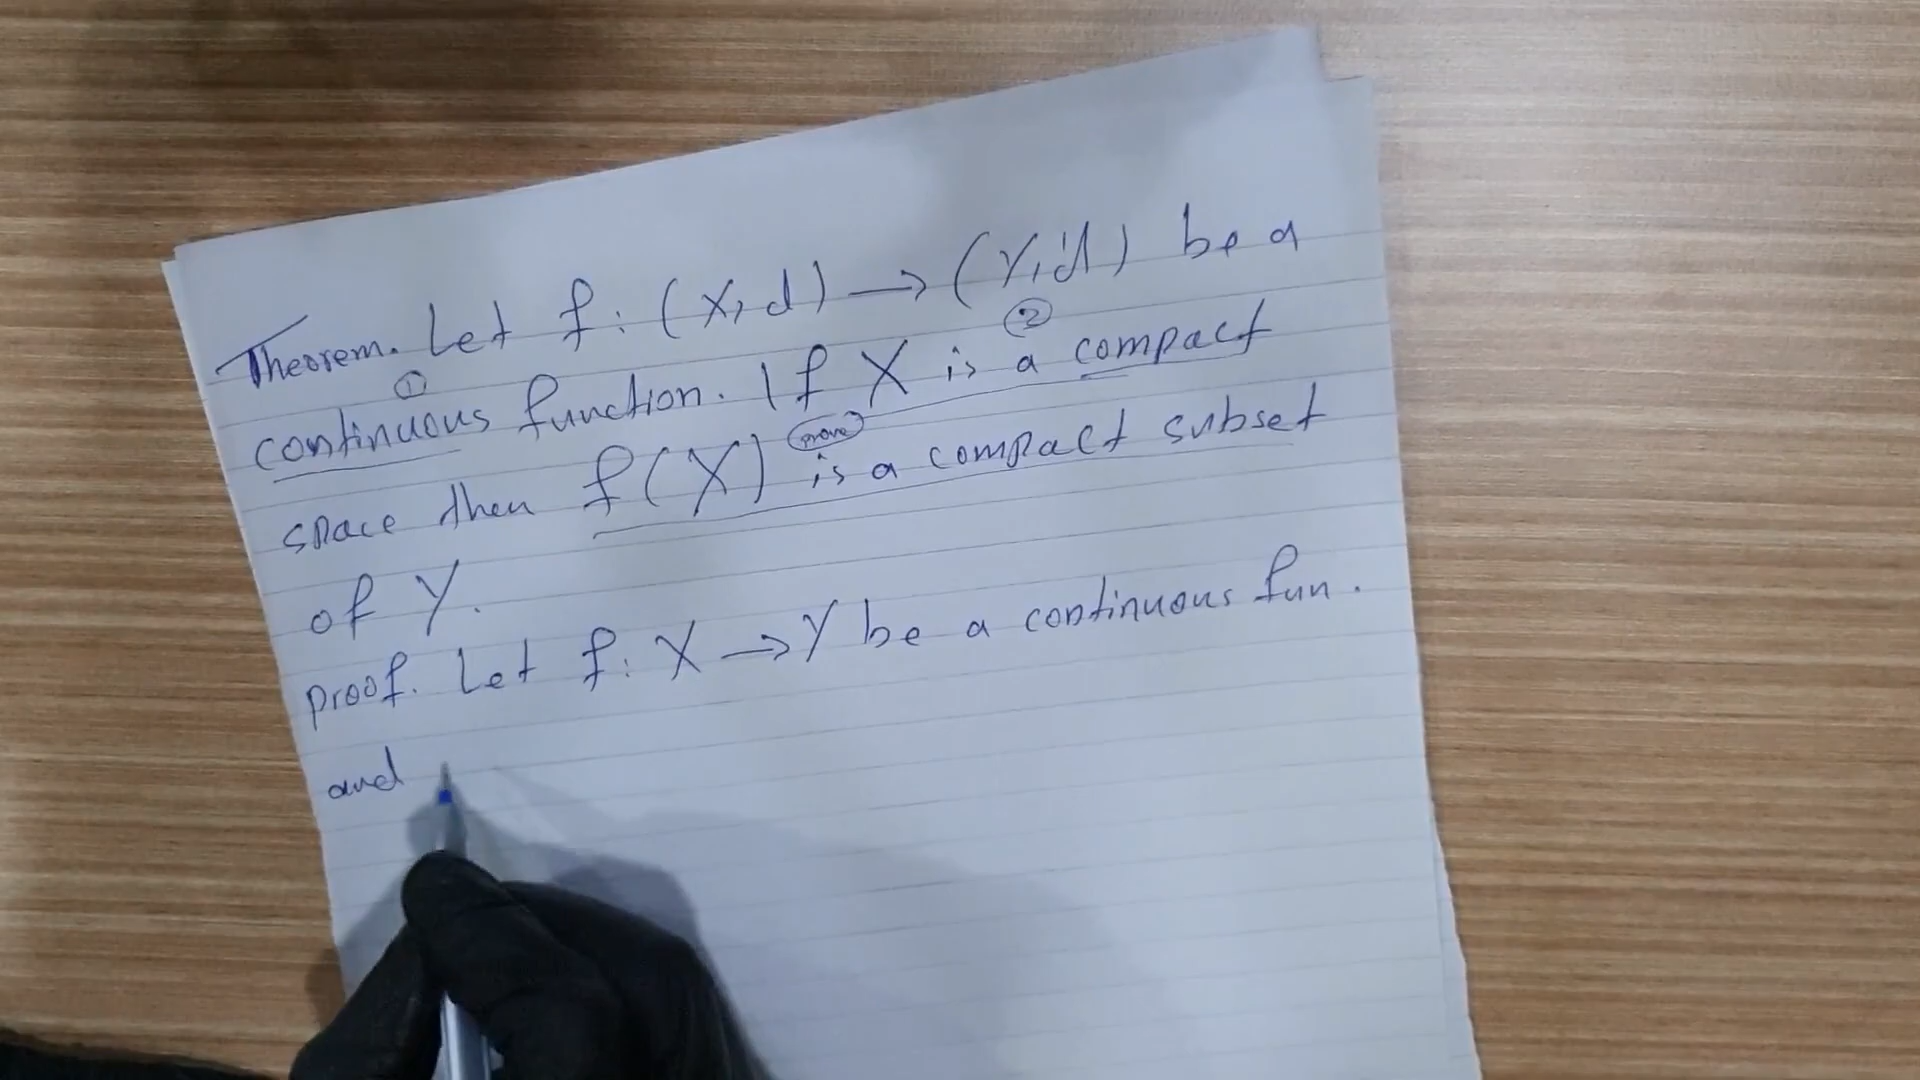 Theorem. Let f: (X, d) → (Y, d') be a
①
②
continuous function. If X is a compact
prove
space then f(X) is a compact subset
of Y.
proof. Let f: X → Y be a continuous fun.
and